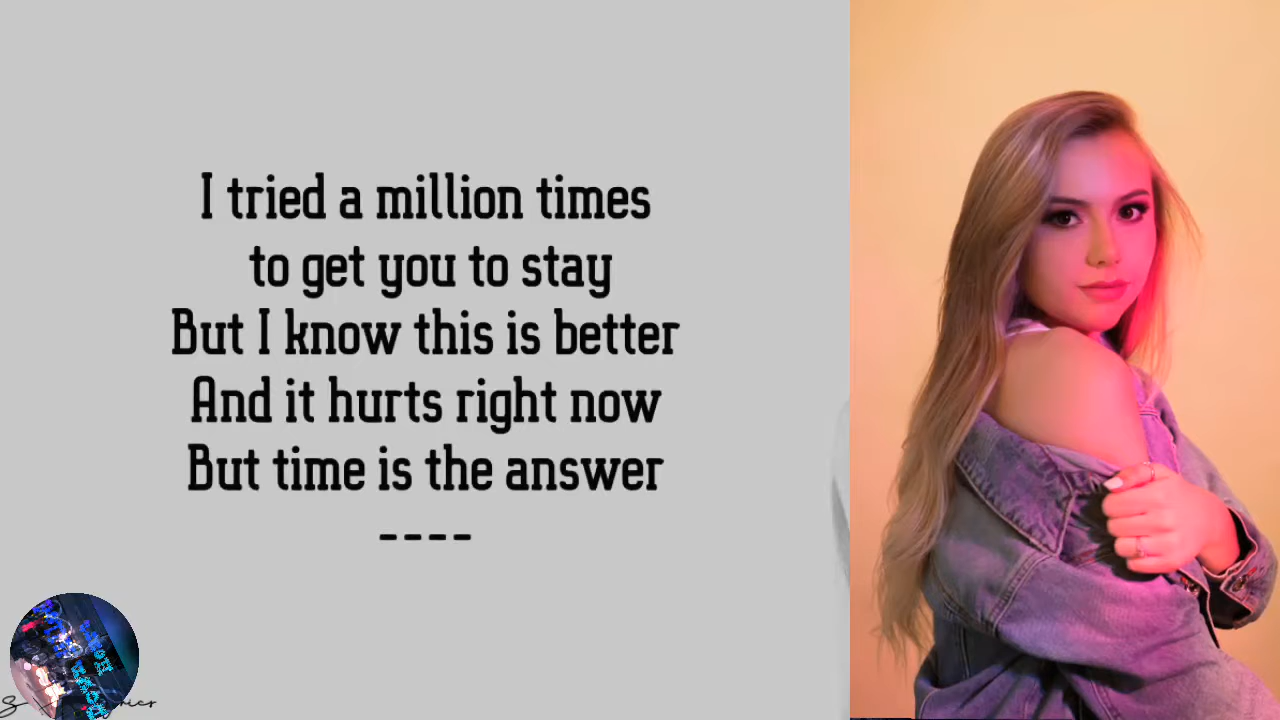 I tried a million times
to get you to stay
But I know this is better
And it hurts right now
But time is the answer
----